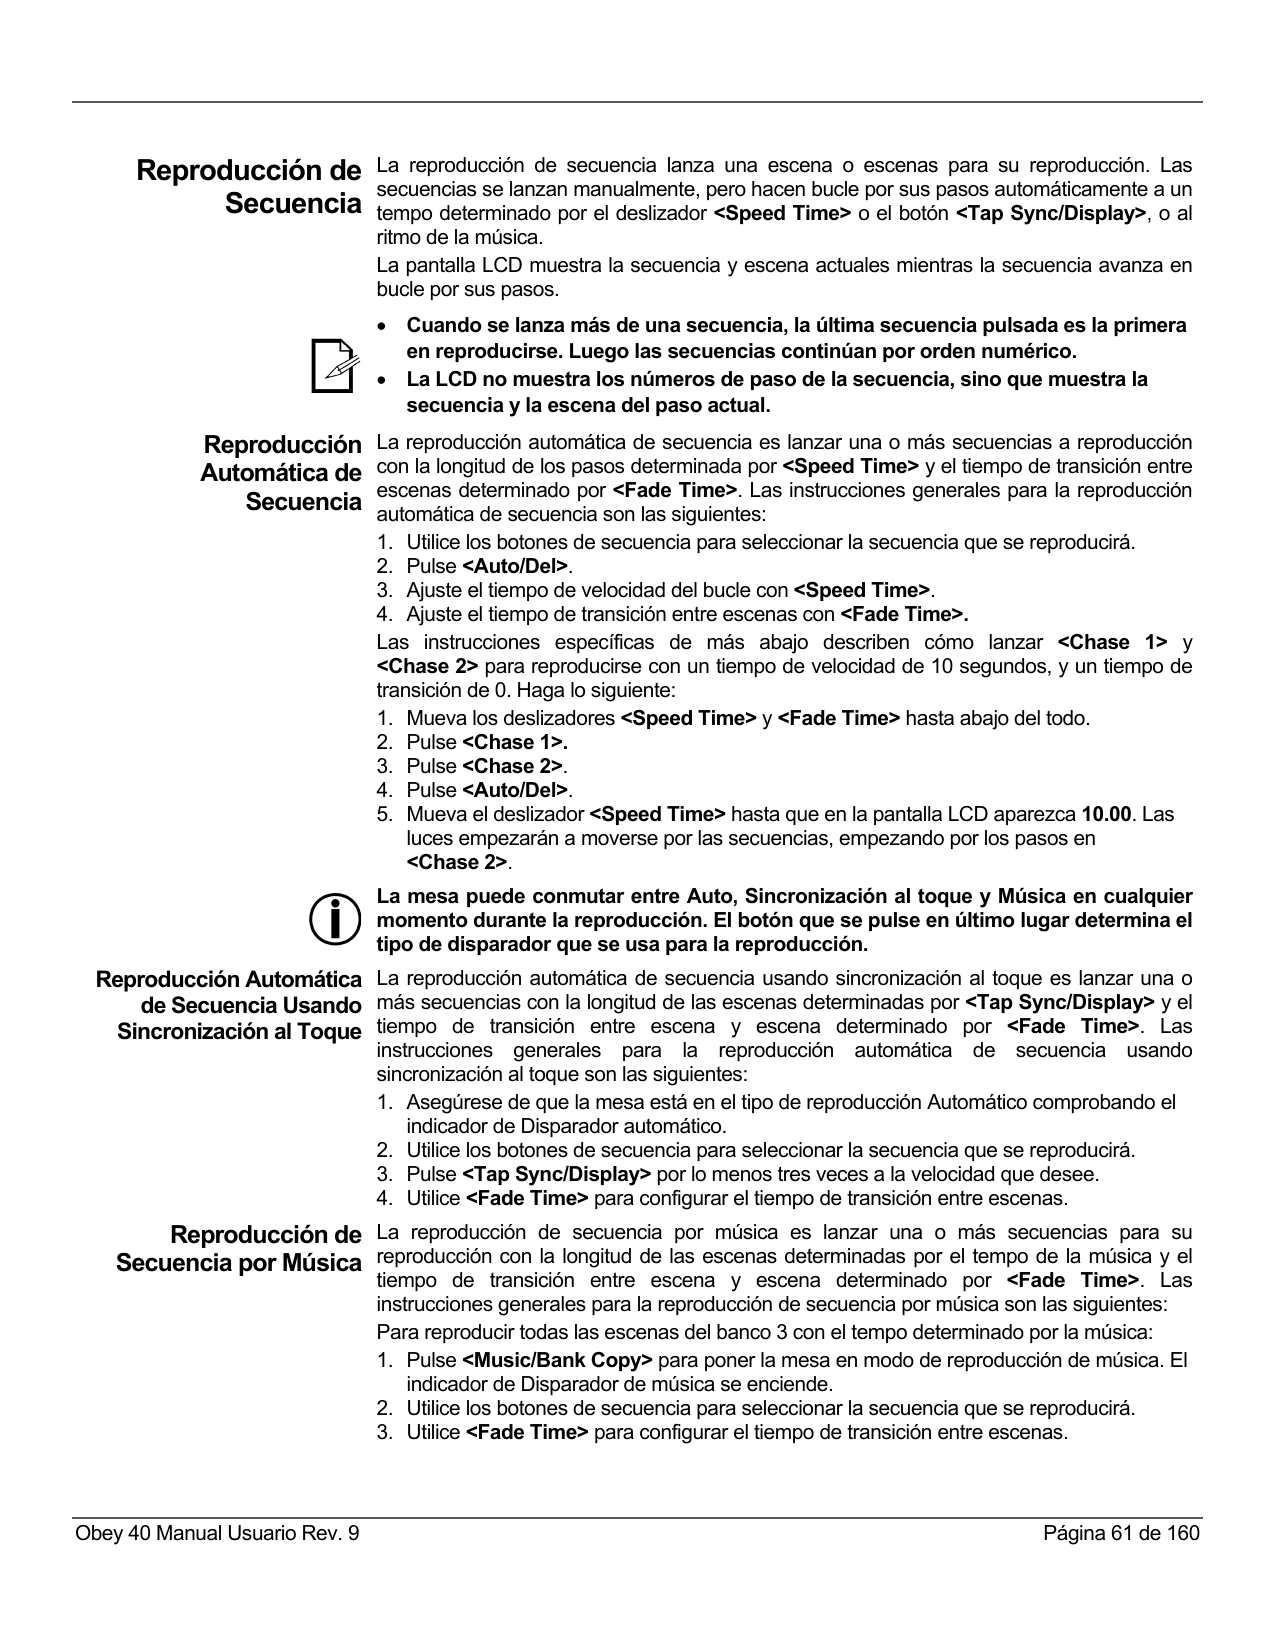 Reproducción de
Secuencia
La reproducción de secuencia lanza una escena o escenas para su reproducción. Las
secuencias se lanzan manualmente, pero hacen bucle por sus pasos automáticamente a un
tempo determinado por el deslizador <Speed Time> o el botón <Tap Sync/Display>, o al
ritmo de la música.
La pantalla LCD muestra la secuencia y escena actuales mientras la secuencia avanza en
bucle por sus pasos.
• Cuando se lanza más de una secuencia, la última secuencia pulsada es la primera
en reproducirse. Luego las secuencias continúan por orden numérico.
• La LCD no muestra los números de paso de la secuencia, sino que muestra la
secuencia y la escena del paso actual.
Reproducción
Automática de
Secuencia
La reproducción automática de secuencia es lanzar una o más secuencias a reproducción
con la longitud de los pasos determinada por <Speed Time> y el tiempo de transición entre
escenas determinado por <Fade Time>. Las instrucciones generales para la reproducción
automática de secuencia son las siguientes:
1. Utilice los botones de secuencia para seleccionar la secuencia que se reproducirá.
2. Pulse <Auto/Del>.
3. Ajuste el tiempo de velocidad del bucle con <Speed Time>.
4. Ajuste el tiempo de transición entre escenas con <Fade Time>.
Las instrucciones específicas de más abajo describen cómo lanzar <Chase 1> y
<Chase 2> para reproducirse con un tiempo de velocidad de 10 segundos, y un tiempo de
transición de 0. Haga lo siguiente:
1. Mueva los deslizadores <Speed Time> y <Fade Time> hasta abajo del todo.
2. Pulse <Chase 1>.
3. Pulse <Chase 2>.
4. Pulse <Auto/Del>.
5. Mueva el deslizador <Speed Time> hasta que en la pantalla LCD aparezca 10.00. Las
luces empezarán a moverse por las secuencias, empezando por los pasos en
<Chase 2>.
La mesa puede conmutar entre Auto, Sincronización al toque y Música en cualquier
momento durante la reproducción. El botón que se pulse en último lugar determina el
tipo de disparador que se usa para la reproducción.
Reproducción Automática
de Secuencia Usando
Sincronización al Toque
La reproducción automática de secuencia usando sincronización al toque es lanzar una o
más secuencias con la longitud de las escenas determinadas por <Tap Sync/Display> y el
tiempo de transición entre escena y escena determinado por <Fade Time>. Las
instrucciones generales para la reproducción automática de secuencia usando
sincronización al toque son las siguientes:
1. Asegúrese de que la mesa está en el tipo de reproducción Automático comprobando el
indicador de Disparador automático.
2. Utilice los botones de secuencia para seleccionar la secuencia que se reproducirá.
3. Pulse <Tap Sync/Display> por lo menos tres veces a la velocidad que desee.
4. Utilice <Fade Time> para configurar el tiempo de transición entre escenas.
Reproducción de
Secuencia por Música
La reproducción de secuencia por música es lanzar una o más secuencias para su
reproducción con la longitud de las escenas determinadas por el tempo de la música y el
tiempo de transición entre escena y escena determinado por <Fade Time>. Las
instrucciones generales para la reproducción de secuencia por música son las siguientes:
Para reproducir todas las escenas del banco 3 con el tempo determinado por la música:
1. Pulse <Music/Bank Copy> para poner la mesa en modo de reproducción de música. El
indicador de Disparador de música se enciende.
2. Utilice los botones de secuencia para seleccionar la secuencia que se reproducirá.
3. Utilice <Fade Time> para configurar el tiempo de transición entre escenas.
Obey 40 Manual Usuario Rev. 9
Página 61 de 160